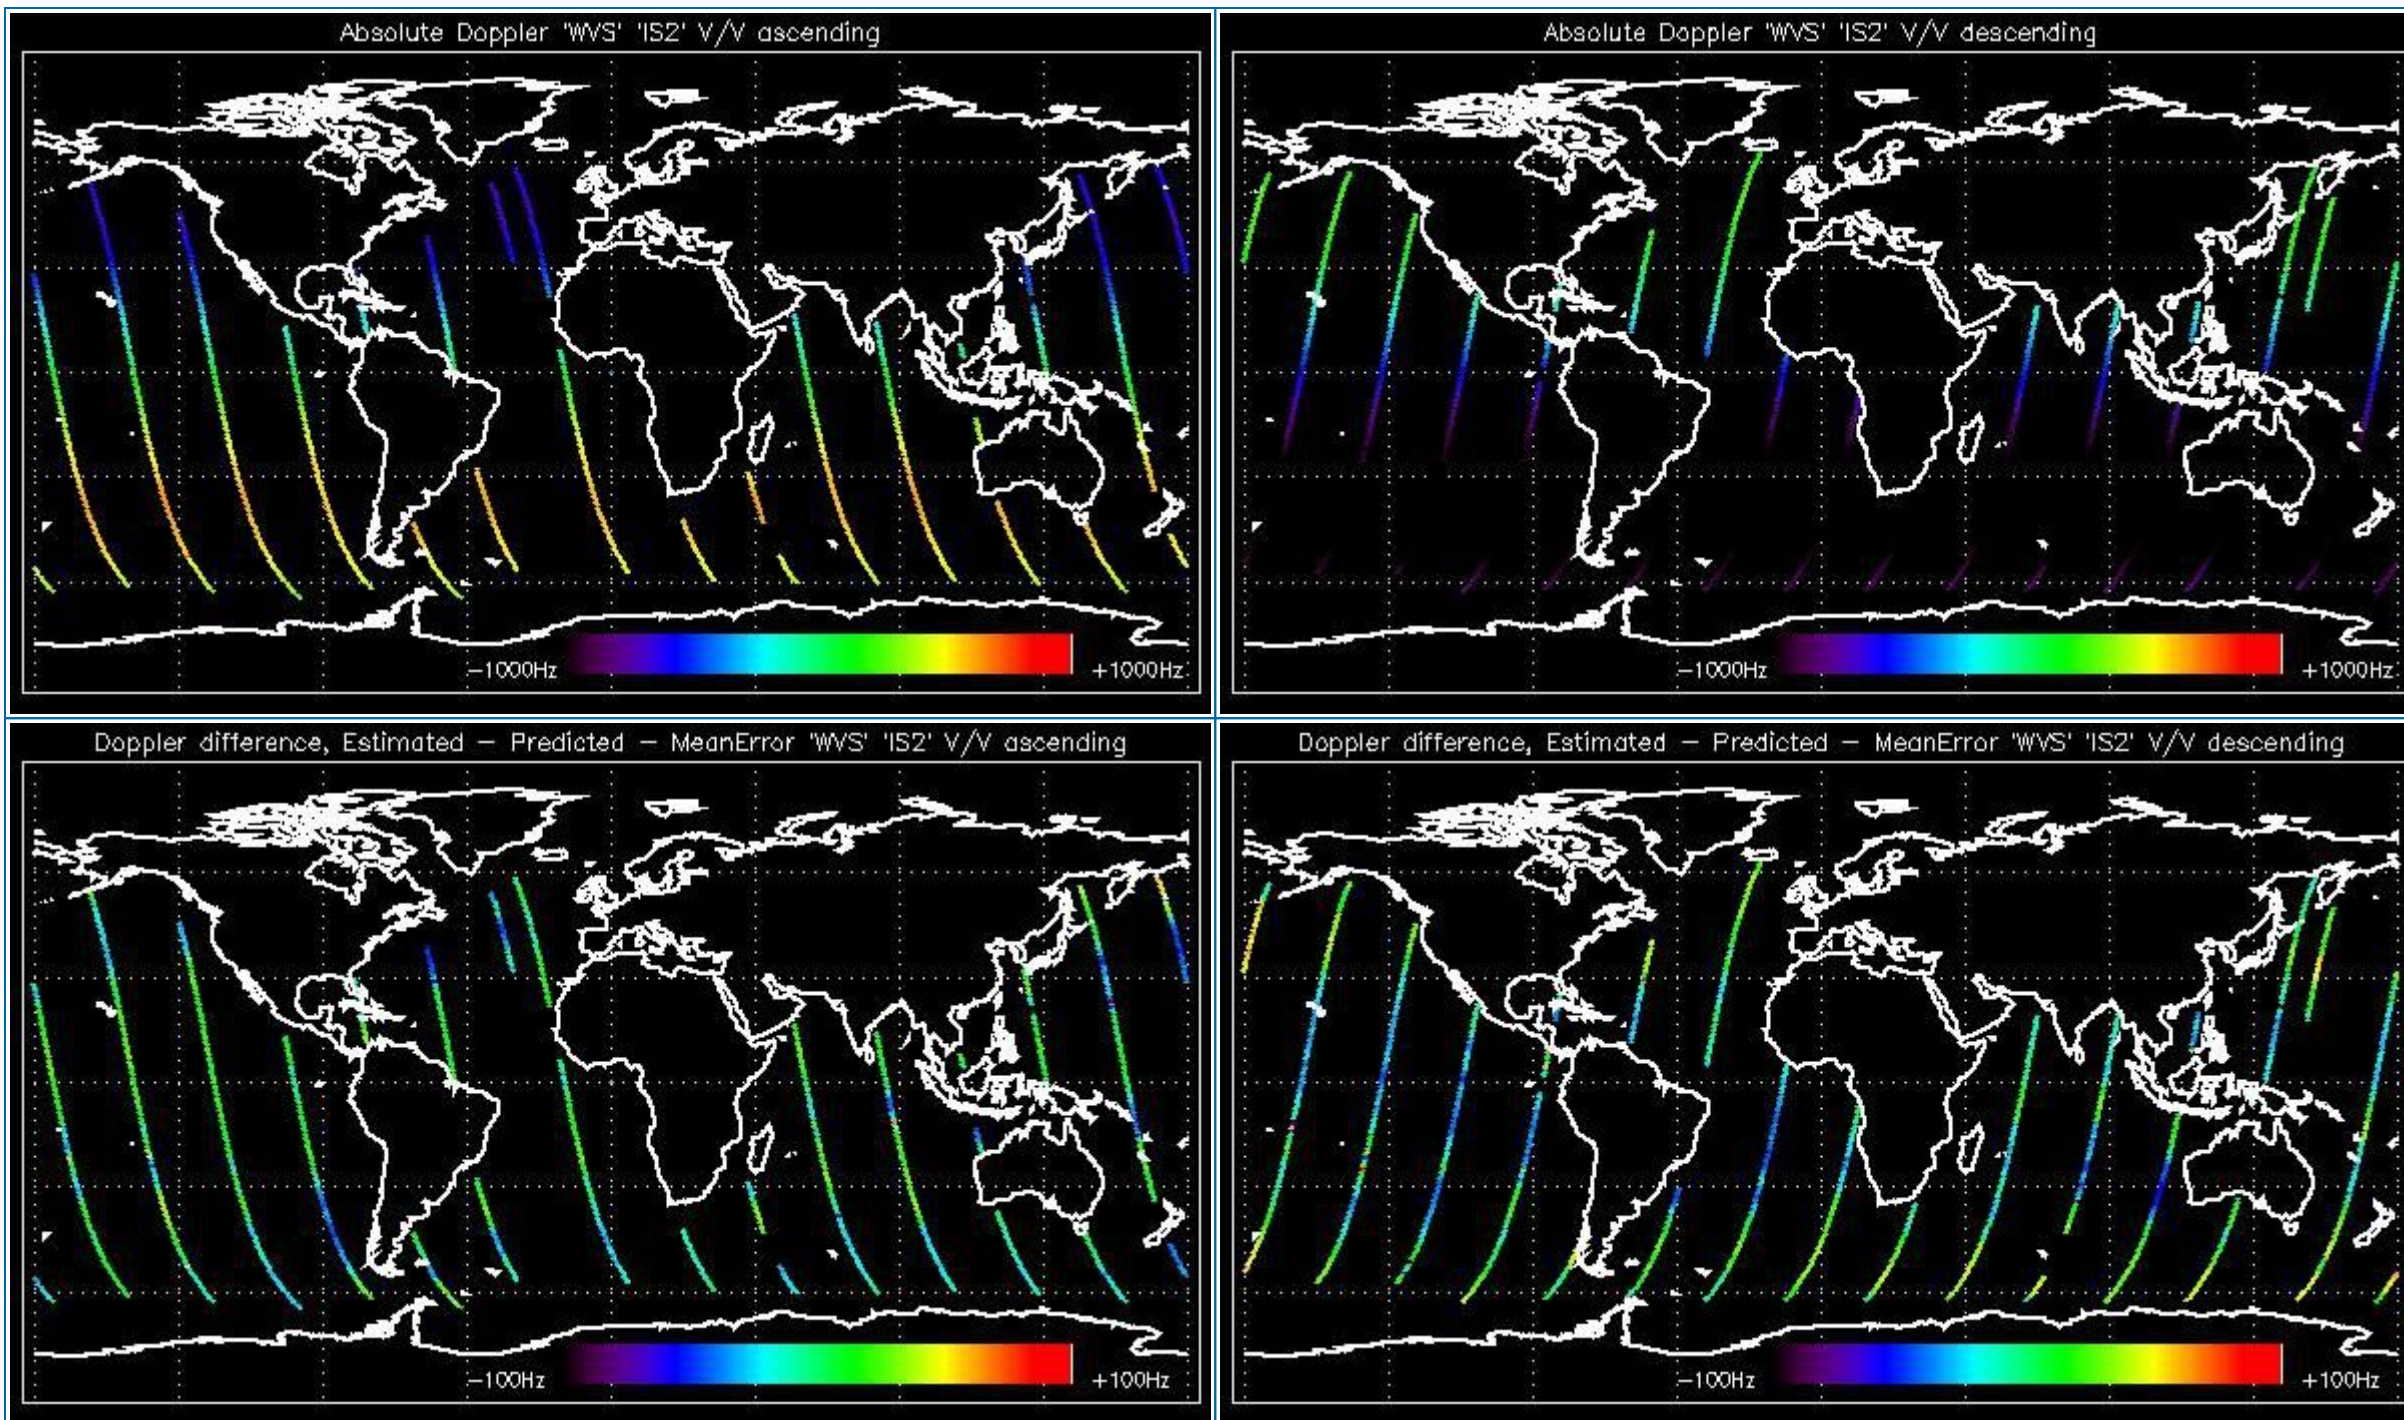 Absolute Doppler 'WVS' 'IS2' V/V ascending
-1000Hz
+1000Hz
Absolute Doppler 'WVS' 'IS2' V/V descending
-1000Hz
+1000Hz
Doppler difference, Estimated - Predicted - MeanError 'WVS' 'IS2' V/V ascending
-100Hz
+100Hz
Doppler difference, Estimated - Predicted - MeanError 'WVS' 'IS2' V/V descending
-100Hz
+100Hz